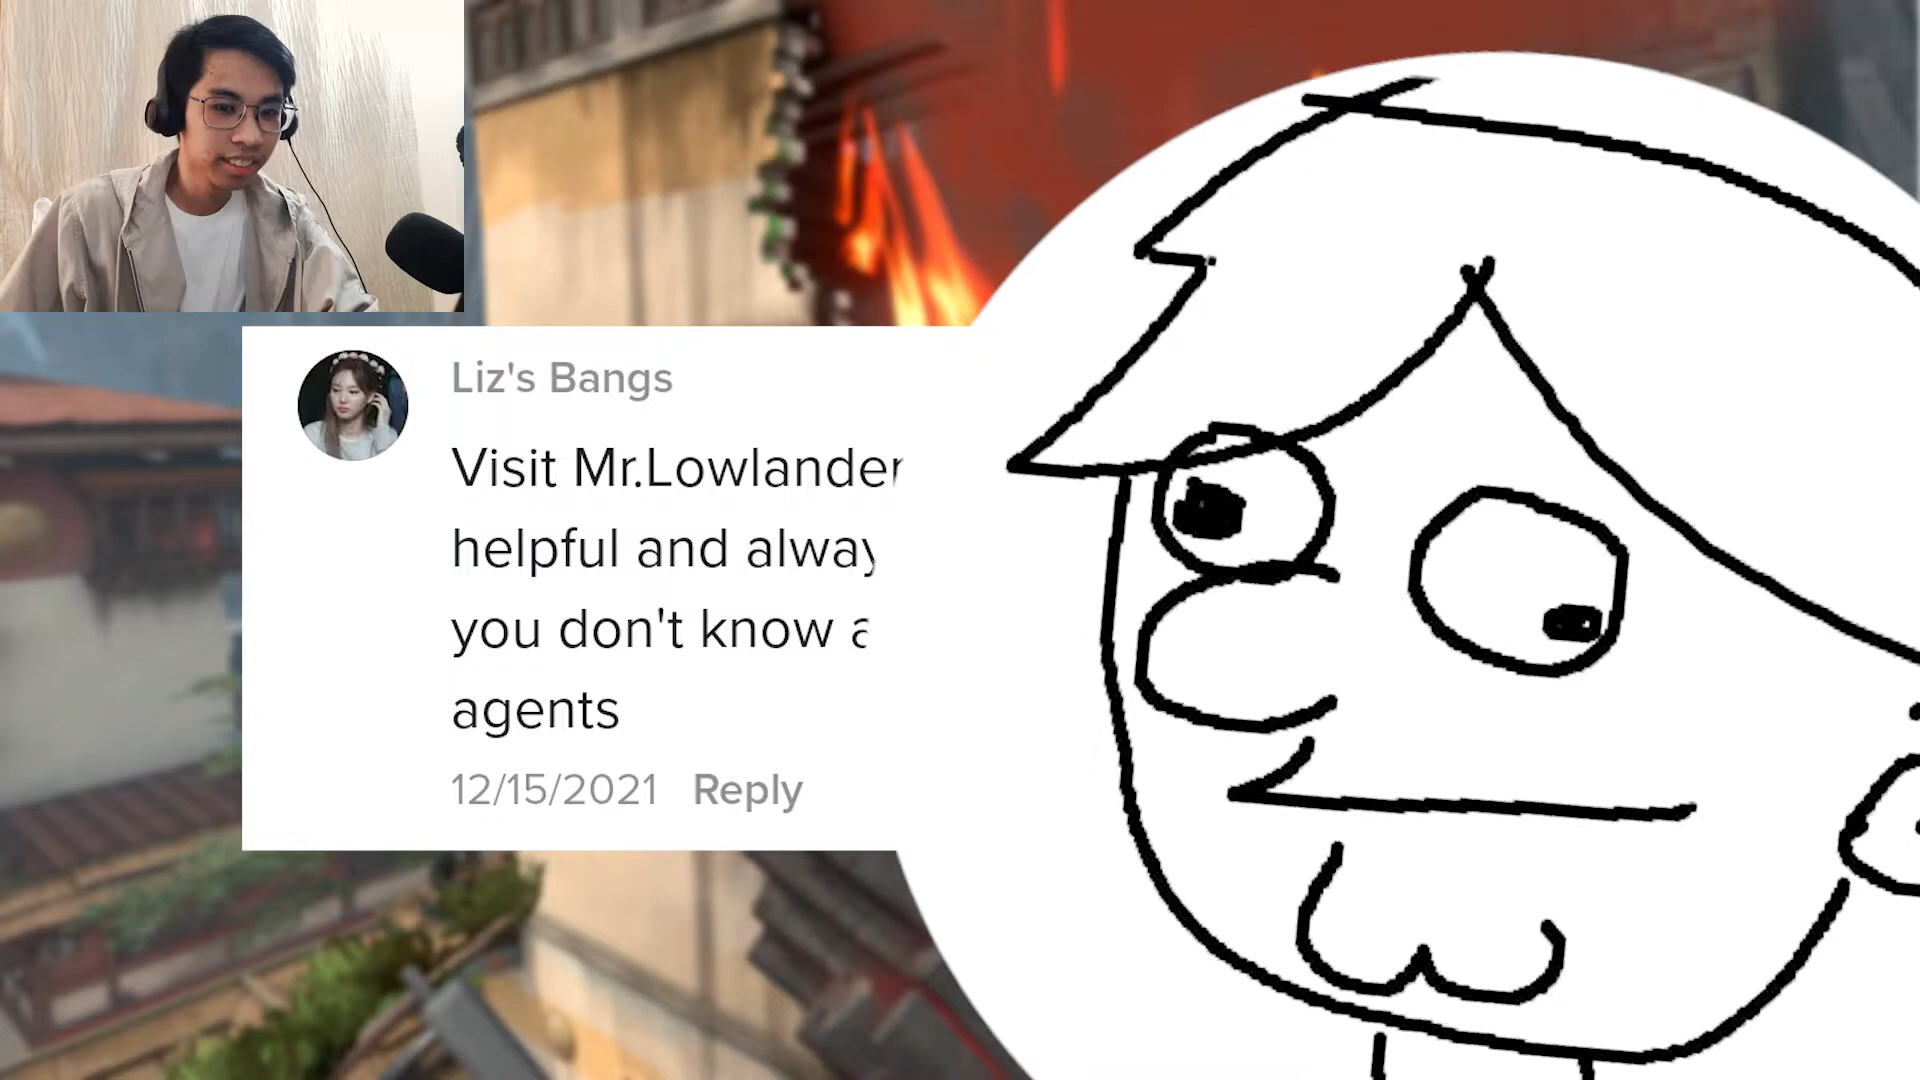 Liz's Bangs
Visit Mr.Lowlander
helpful and alway
you don't know a
agents
12/15/2021 Reply